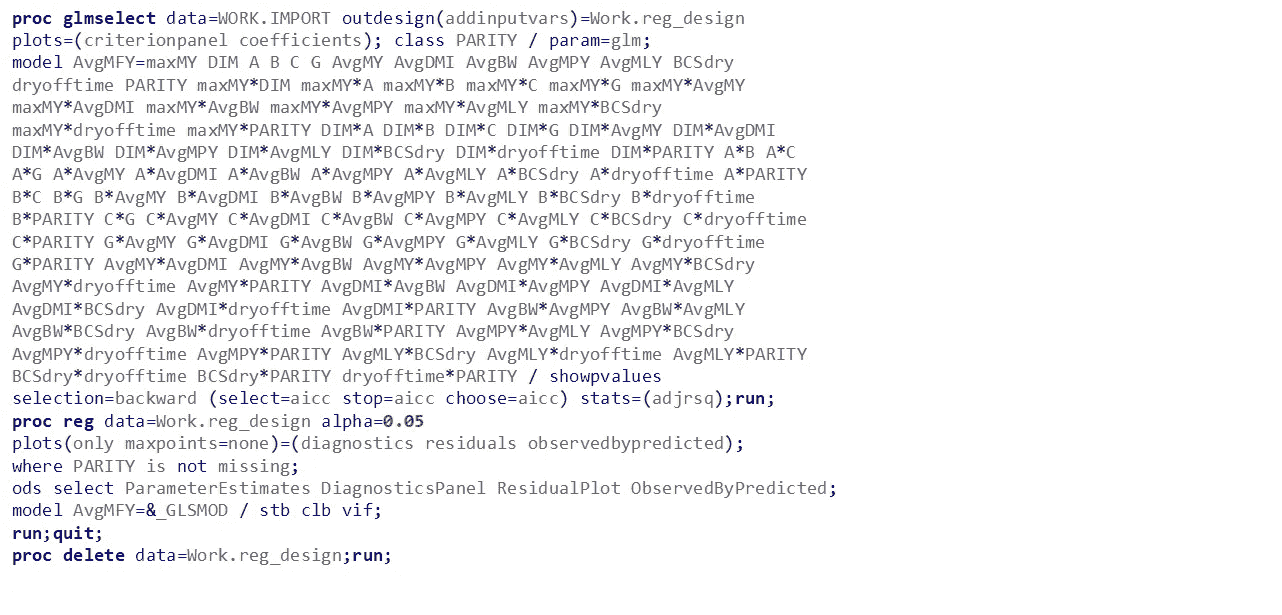 proc glmselect data=WORK.IMPORT outdesign(addinputvars)=Work.reg_design
plots=(criterionpanel coefficients); class PARITY / param=glm;
model AvgMFY=maxMY DIM A B C G AvgMY AvgDMI AvgBW AvgMPY AvgMLY BCSdry
dryofftime PARITY maxMY*DIM maxMY*A maxMY*B maxMY*C maxMY*G maxMY*AvgMY
maxMY*AvgDMI maxMY*AvgBW maxMY*AvgMPY maxMY*AvgMLY maxMY*BCSdry
maxMY*dryofftime maxMY*PARITY DIM*A DIM*B DIM*C DIM*G DIM*AvgMY DIM*AvgDMI
DIM*AvgBW DIM*AvgMPY DIM*AvgMLY DIM*BCSdry DIM*dryofftime DIM*PARITY A*B A*C
A*G A*AvgMY A*AvgDMI A*AvgBW A*AvgMPY A*AvgMLY A*BCSdry A*dryofftime A*PARITY
B*C B*G B*AvgMY B*AvgDMI B*AvgBW B*AvgMPY B*AvgMLY B*BCSdry B*dryofftime
B*PARITY C*G C*AvgMY C*AvgDMI C*AvgBW C*AvgMPY C*AvgMLY C*BCSdry C*dryofftime
C*PARITY G*AvgMY G*AvgDMI G*AvgBW G*AvgMPY G*AvgMLY G*BCSdry G*dryofftime
G*PARITY AvgMY*AvgDMI AvgMY*AvgBW AvgMY*AvgMPY AvgMY*AvgMLY AvgMY*BCSdry
AvgMY*dryofftime AvgMY*PARITY AvgDMI*AvgBW AvgDMI*AvgMPY AvgDMI*AvgMLY
AvgDMI*BCSdry AvgDMI*dryofftime AvgDMI*PARITY AvgBW*AvgMPY AvgBW*AvgMLY
AvgBW*BCSdry AvgBW*dryofftime AvgBW*PARITY AvgMPY*AvgMLY AvgMPY*BCSdry
AvgMPY*dryofftime AvgMPY*PARITY AvgMLY*BCSdry AvgMLY*dryofftime AvgMLY*PARITY
BCSdry*dryofftime BCSdry*PARITY dryofftime*PARITY / showpvalues
selection=backward (select=aicc stop=aicc choose=aicc) stats=(adjrsq);run;
proc reg data=Work.reg_design alpha=0.05
plots(only maxpoints=none)=(diagnostics residuals observedbypredicted);
where PARITY is not missing;
ods select ParameterEstimates DiagnosticsPanel ResidualPlot ObservedByPredicted;
model AvgMFY=&_GLSMOD / stb clb vif;
run;quit;
proc delete data=Work.reg_design;run;